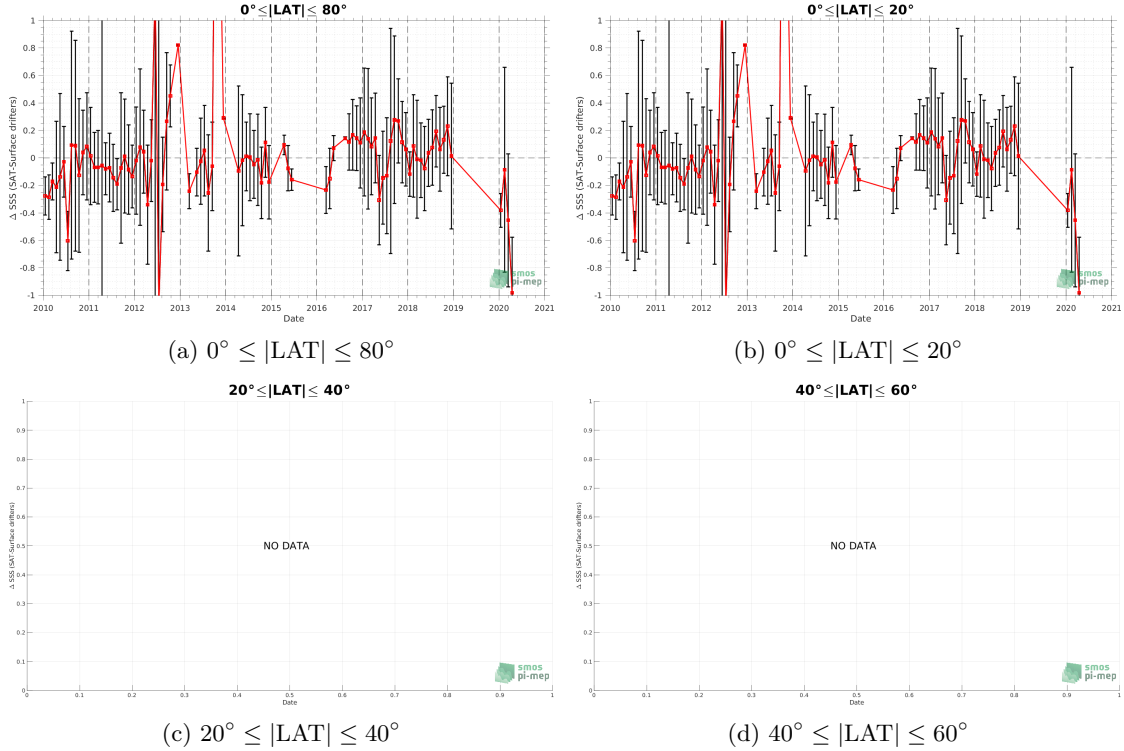 0°≤|LAT|≤ 80°
Δ SSS (SAT-Surface drifters)
1
0.8
0.6
0.4
0.2
0
-0.2
-0.4
-0.6
-0.8
-1
2010 2011 2012 2013 2014 2015 2016 2017 2018 2019 2020 2021
Date
smos
pi-mep
(a) 0° ≤ |LAT| ≤ 80°
0°≤|LAT|≤ 20°
Δ SSS (SAT-Surface drifters)
1
0.8
0.6
0.4
0.2
0
-0.2
-0.4
-0.6
-0.8
-1
2010 2011 2012 2013 2014 2015 2016 2017 2018 2019 2020 2021
Date
smos
pi-mep
(b) 0° ≤ |LAT| ≤ 20°
20°≤|LAT|≤ 40°
Δ SSS (SAT-Surface drifters)
1
0.9
0.8
0.7
0.6
0.5
0.4
0.3
0.2
0.1
0
NO DATA
0 0.1 0.2 0.3 0.4 0.5 0.6 0.7 0.8 0.9 1
Date
smos
pi-mep
(c) 20° ≤ |LAT| ≤ 40°
40°≤|LAT|≤ 60°
Δ SSS (SAT-Surface drifters)
1
0.9
0.8
0.7
0.6
0.5
0.4
0.3
0.2
0.1
0
NO DATA
0 0.1 0.2 0.3 0.4 0.5 0.6 0.7 0.8 0.9 1
Date
smos
pi-mep
(d) 40° ≤ |LAT| ≤ 60°